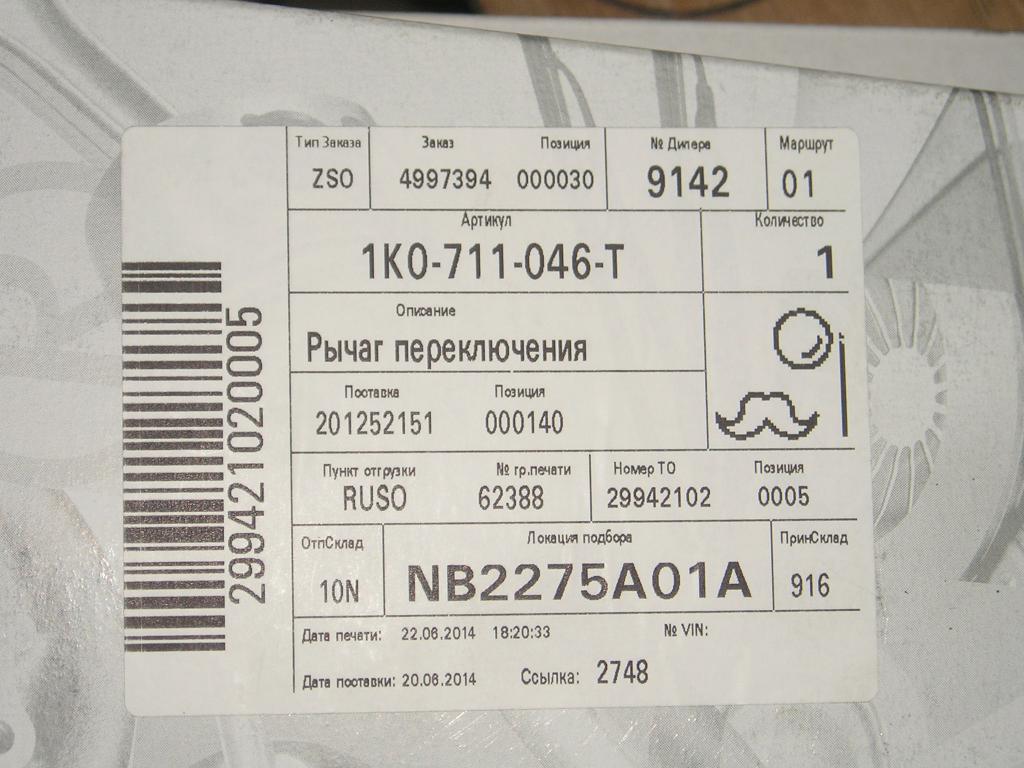 Тип Заказа Заказ Позиция № Дилера Маршрут
ZSO 4997394 000030 9142 01
Артикул Количество
1K0-711-046-T 1
Описание
Рычаг переключения
Поставка Позиция
201252151 000140
Пункт отгрузки № гр.печати Номер ТО Позиция
RUSO 62388 29942102 0005
ОтпСклад Локация подбора ПринСклад
10N NB2275A01A 916
Дата печати: 22.06.2014 18:20:33 № VIN:
Дата поставки: 20.06.2014 Ссылка: 2748
299421020005